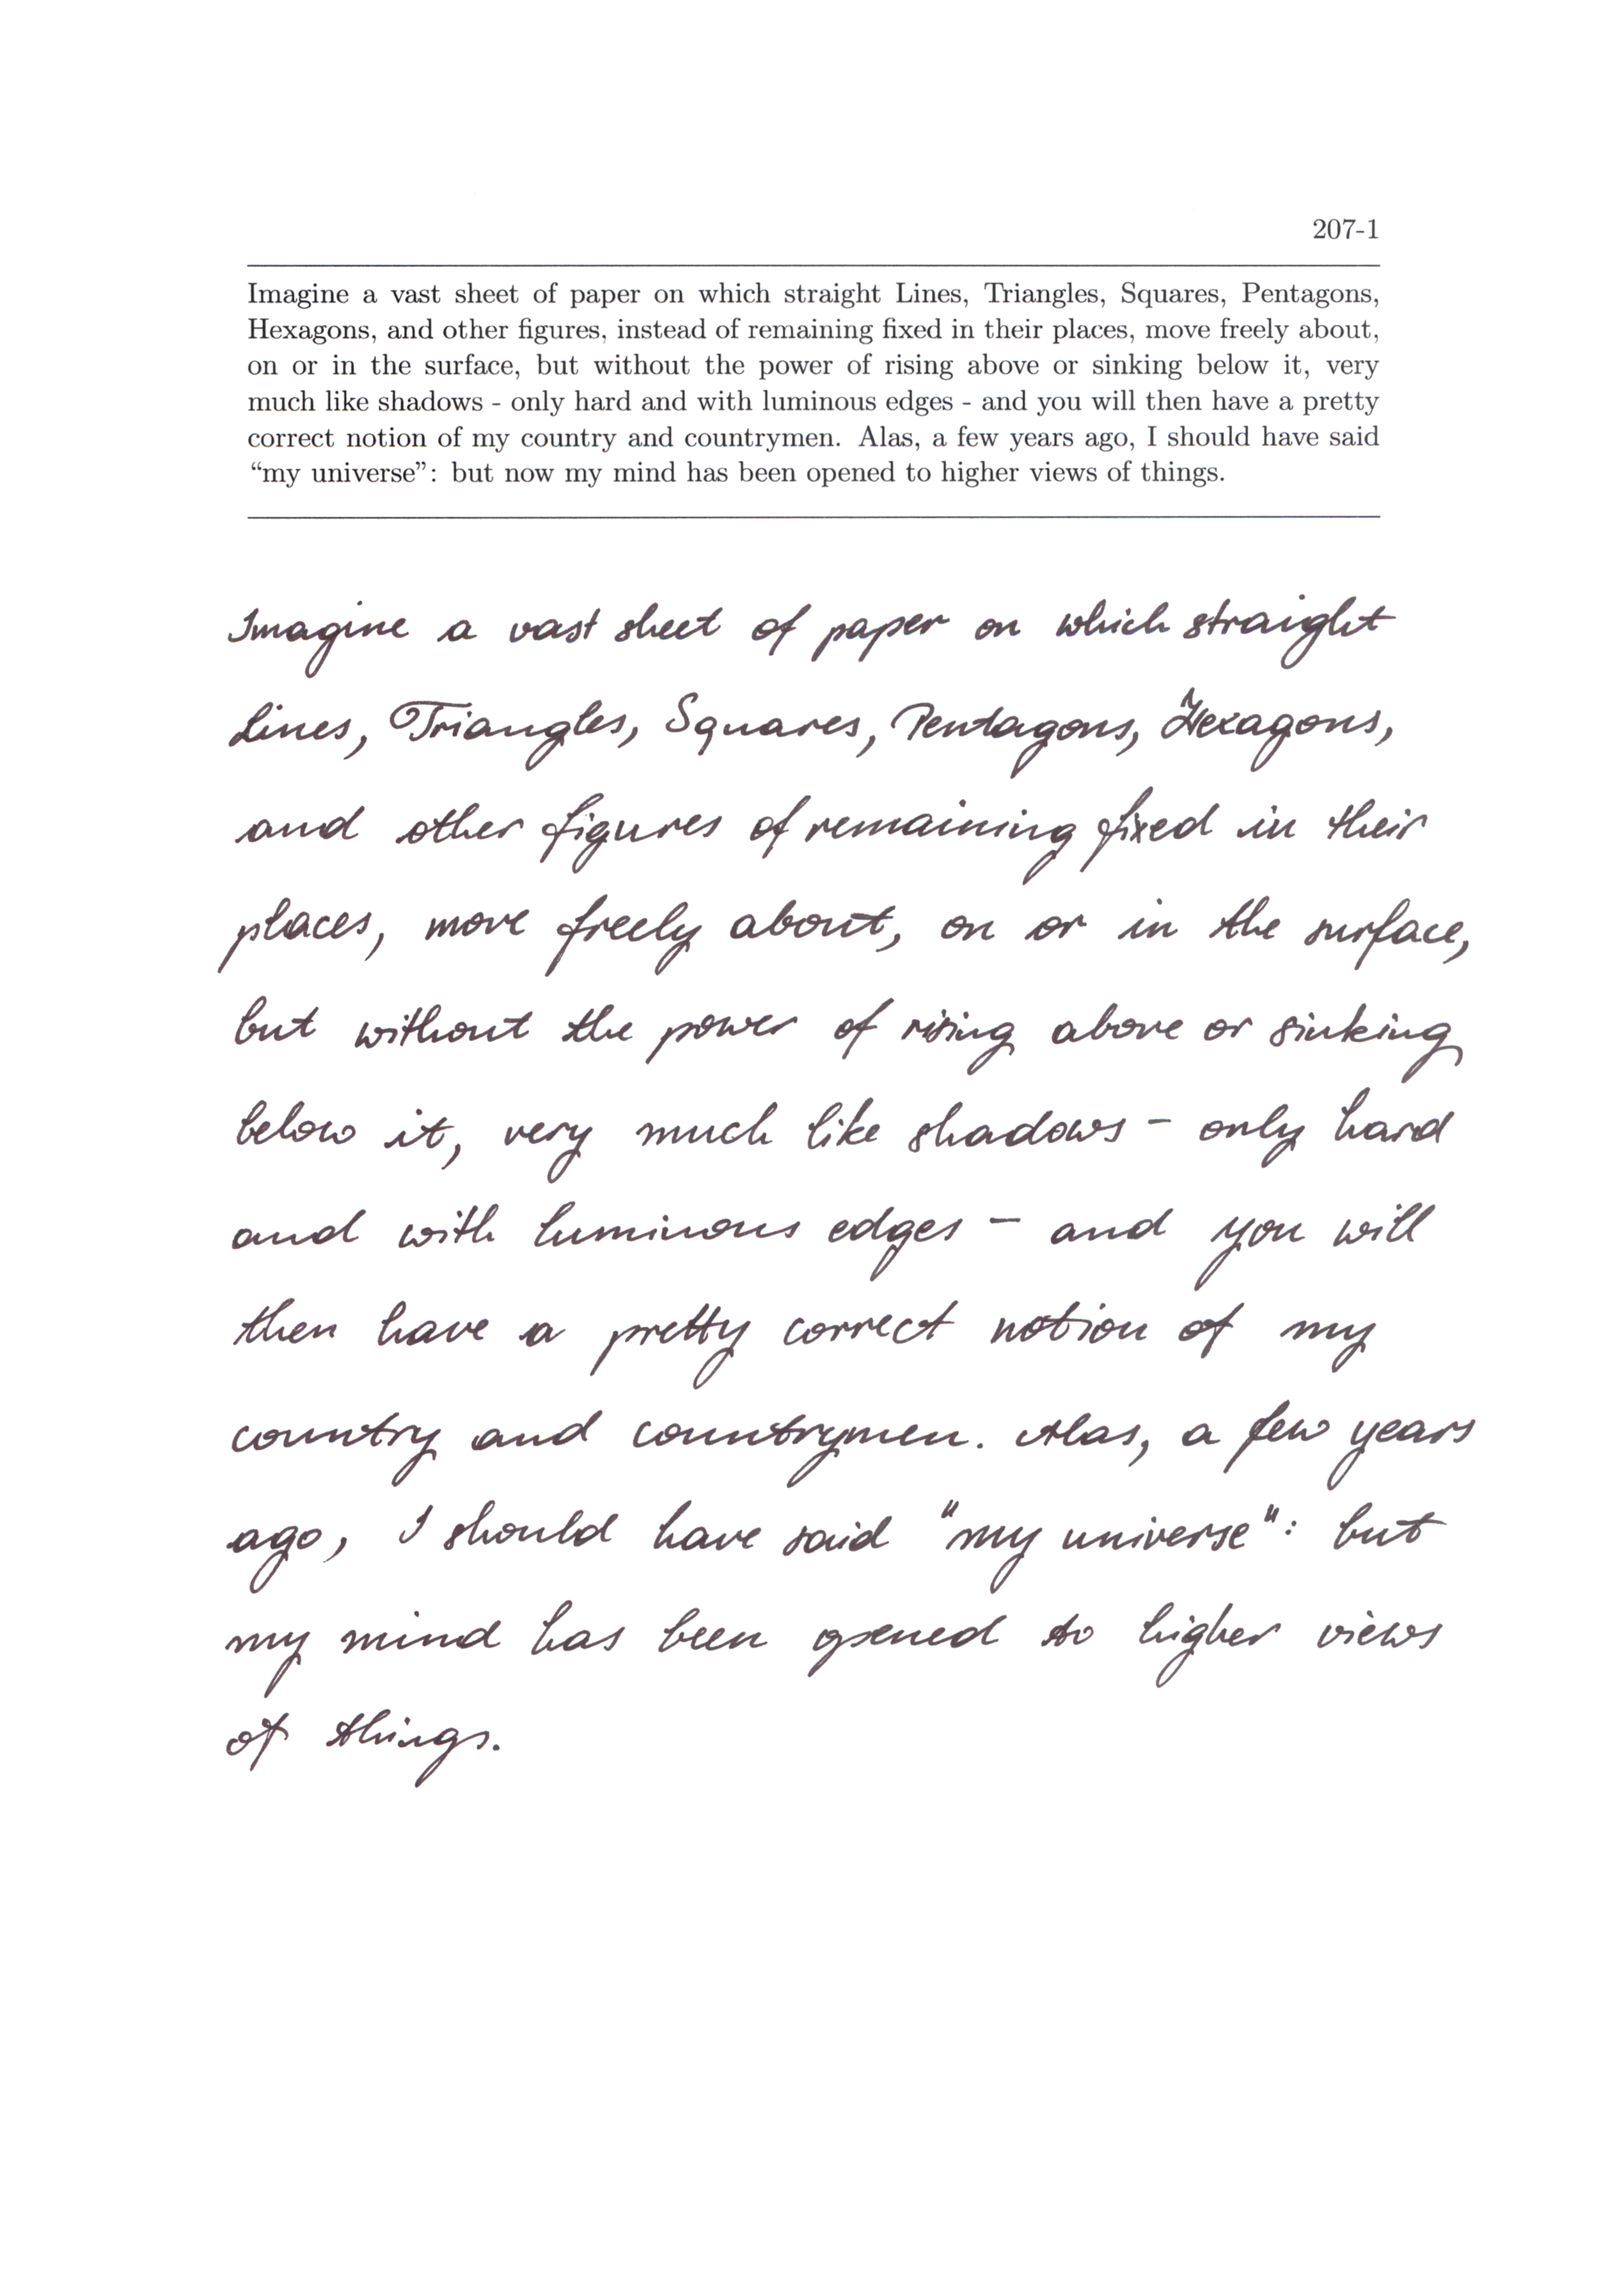 207-1
Imagine a vast sheet of paper on which straight Lines, Triangles, Squares, Pentagons,
Hexagons, and other figures, instead of remaining fixed in their places, move freely about,
on or in the surface, but without the power of rising above or sinking below it, very
much like shadows - only hard and with luminous edges - and you will then have a pretty
correct notion of my country and countrymen. Alas, a few years ago, I should have said
“my universe”: but now my mind has been opened to higher views of things.
Imagine a vast sheet of paper on which straight
Lines, Triangles, Squares, Pentagons, Hexagons,
and other figures of remaining fixed in their
places, move freely about, on or in the surface,
but without the power of rising above or sinking
below it, very much like shadows - only hard
and with luminous edges - and you will
then have a pretty correct notion of my
country and countrymen. Alas, a few years
ago, I should have said "my universe": but
my mind has been opened to higher views
of things.